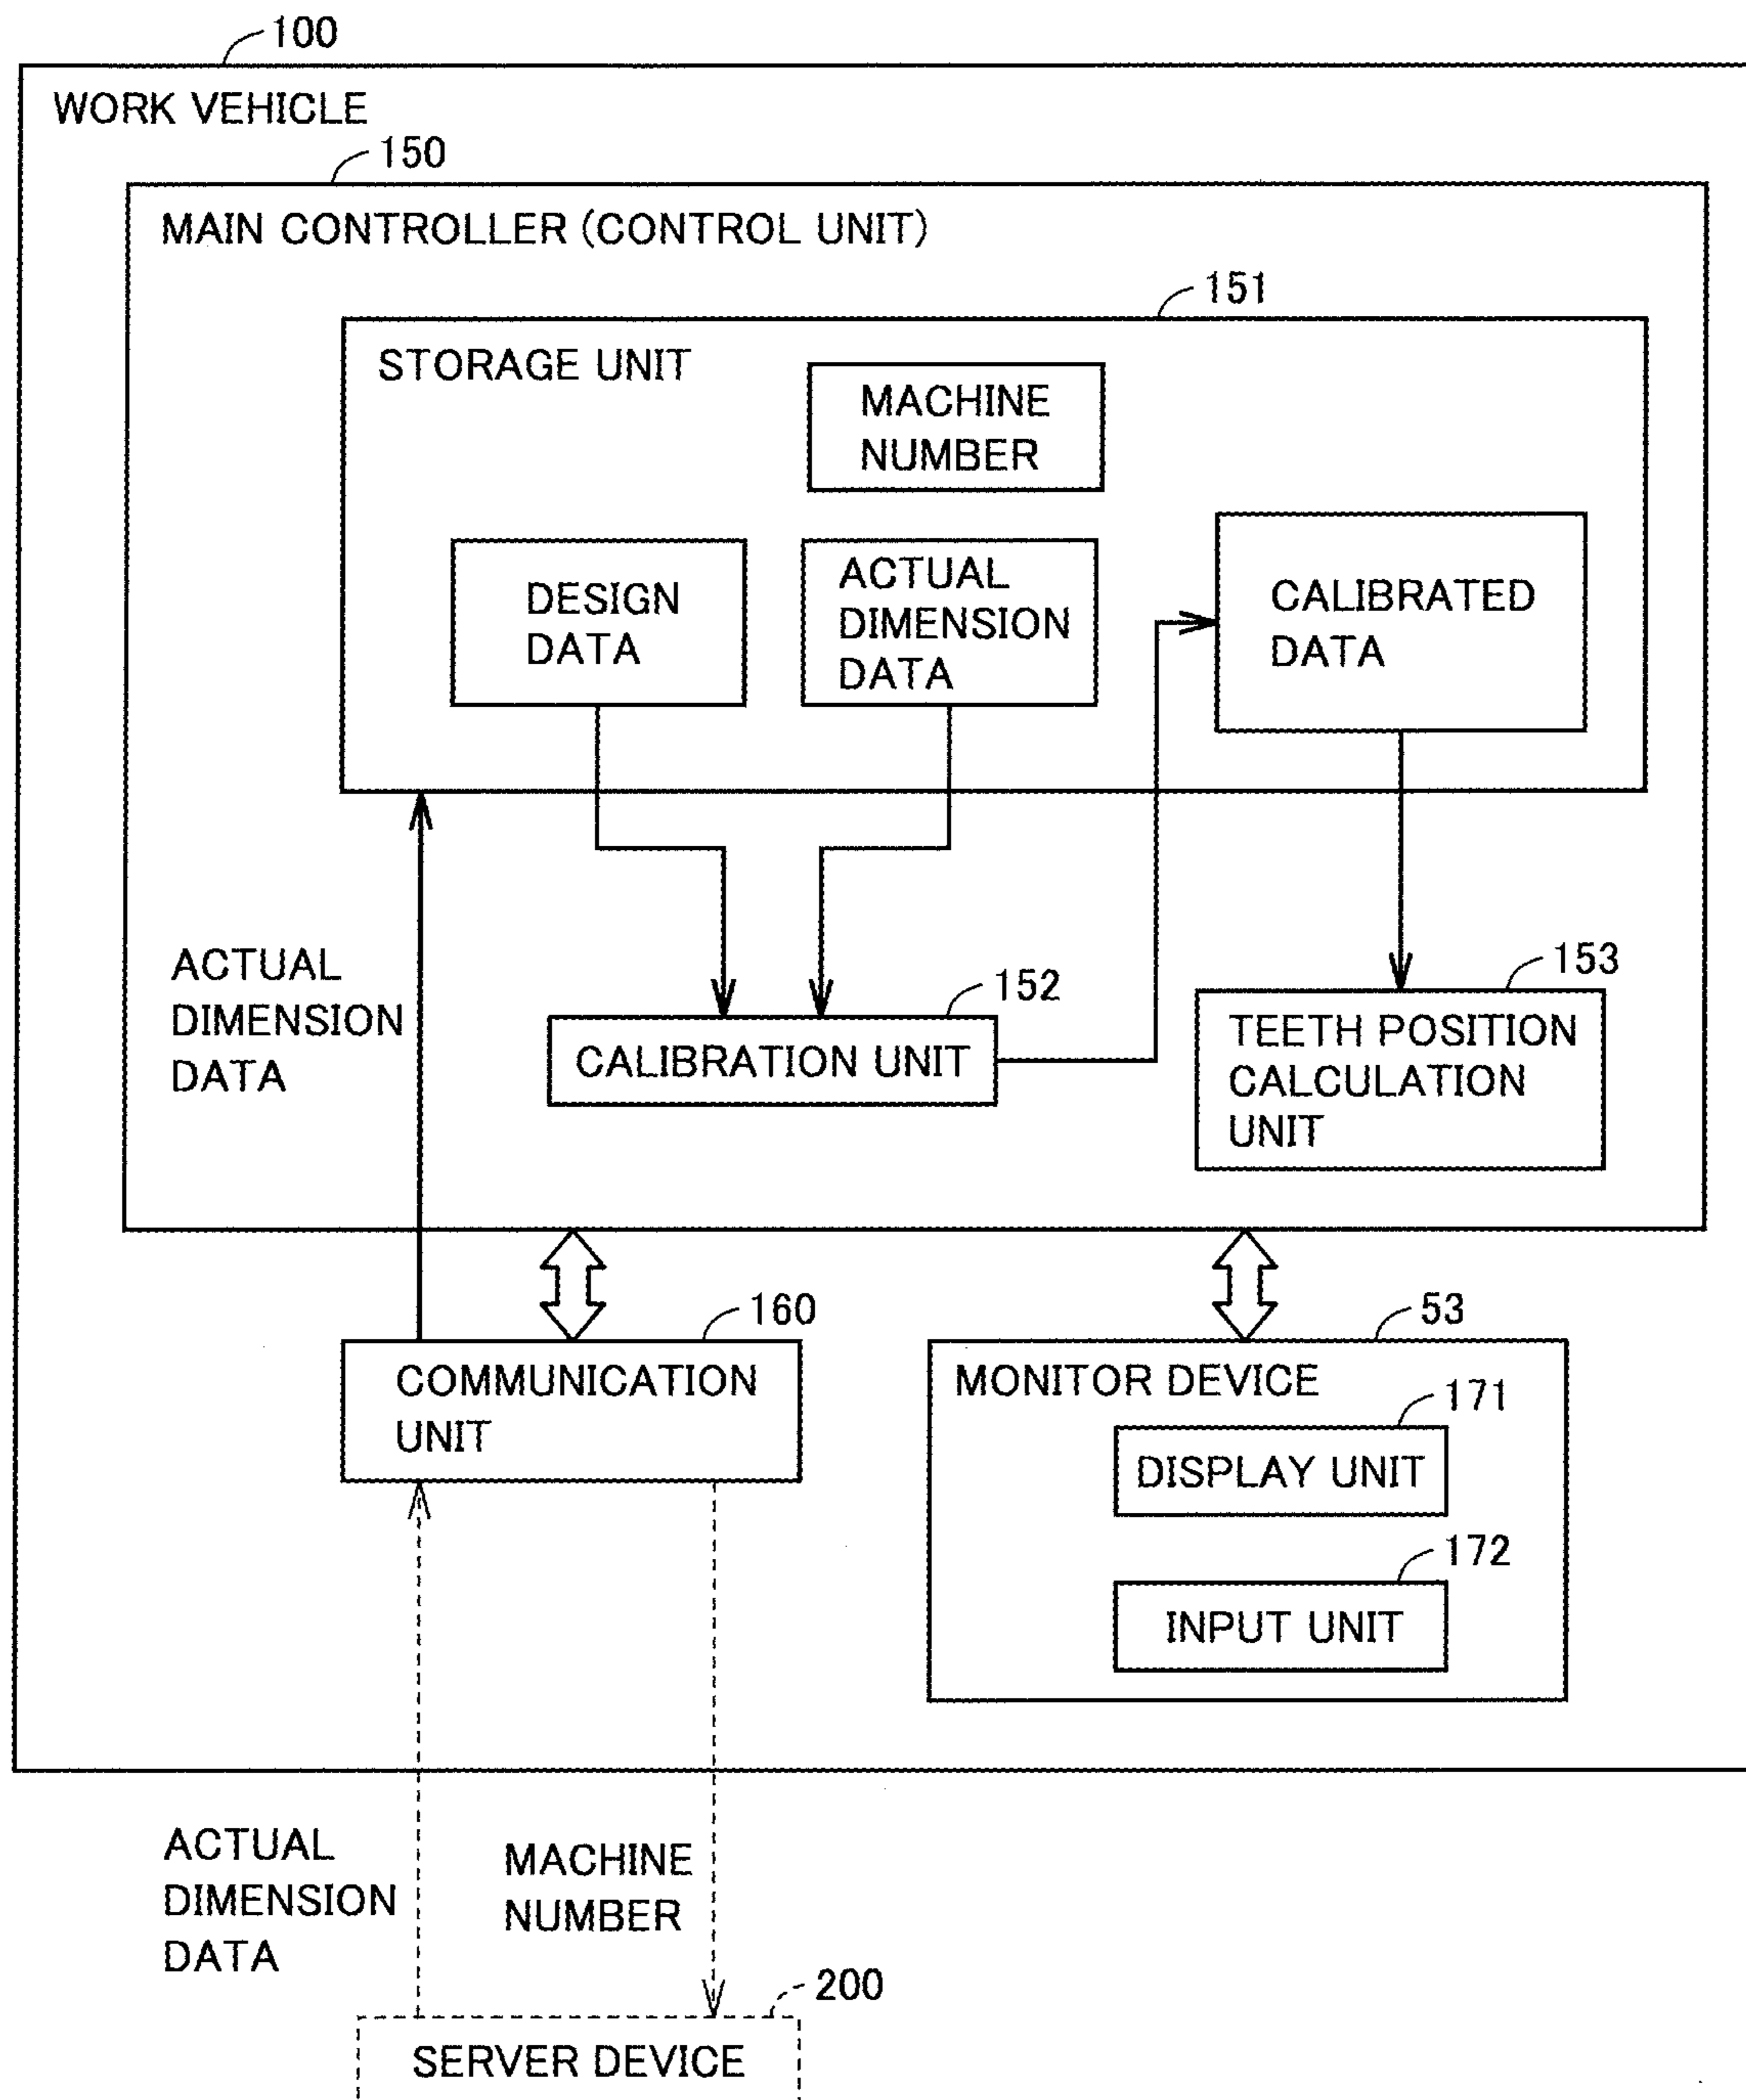 100
WORK VEHICLE
150
MAIN CONTROLLER (CONTROL UNIT)
151
STORAGE UNIT
MACHINE
NUMBER
DESIGN
DATA
ACTUAL
DIMENSION
DATA
CALIBRATED
DATA
ACTUAL
DIMENSION
DATA
152
CALIBRATION UNIT
153
TEETH POSITION
CALCULATION
UNIT
160
COMMUNICATION
UNIT
53
MONITOR DEVICE
171
DISPLAY UNIT
172
INPUT UNIT
ACTUAL
DIMENSION
DATA
MACHINE
NUMBER
200
SERVER DEVICE